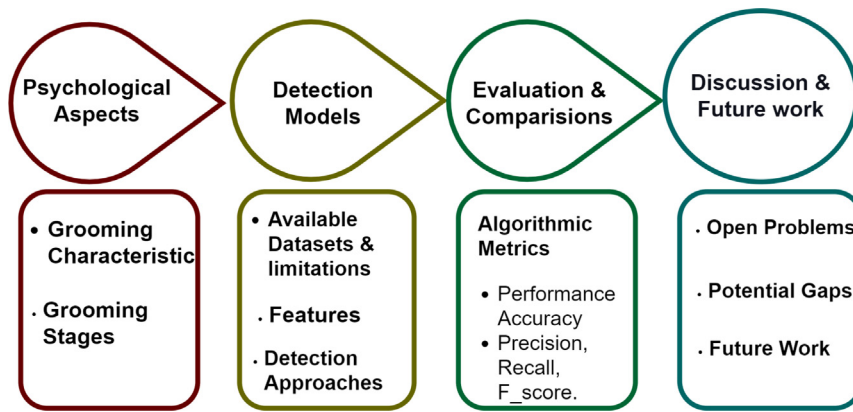 Psychological
Aspects
Detection
Models
Evaluation &
Comparisions
Discussion &
Future work
• Grooming
Characteristic
. Grooming
Stages
• Available
Datasets &
limitations
. Features
. Detection
Approaches
Algorithmic
Metrics
• Performance
Accuracy
• Precision,
Recall,
F_score.
. Open Problems
. Potential Gaps
. Future Work